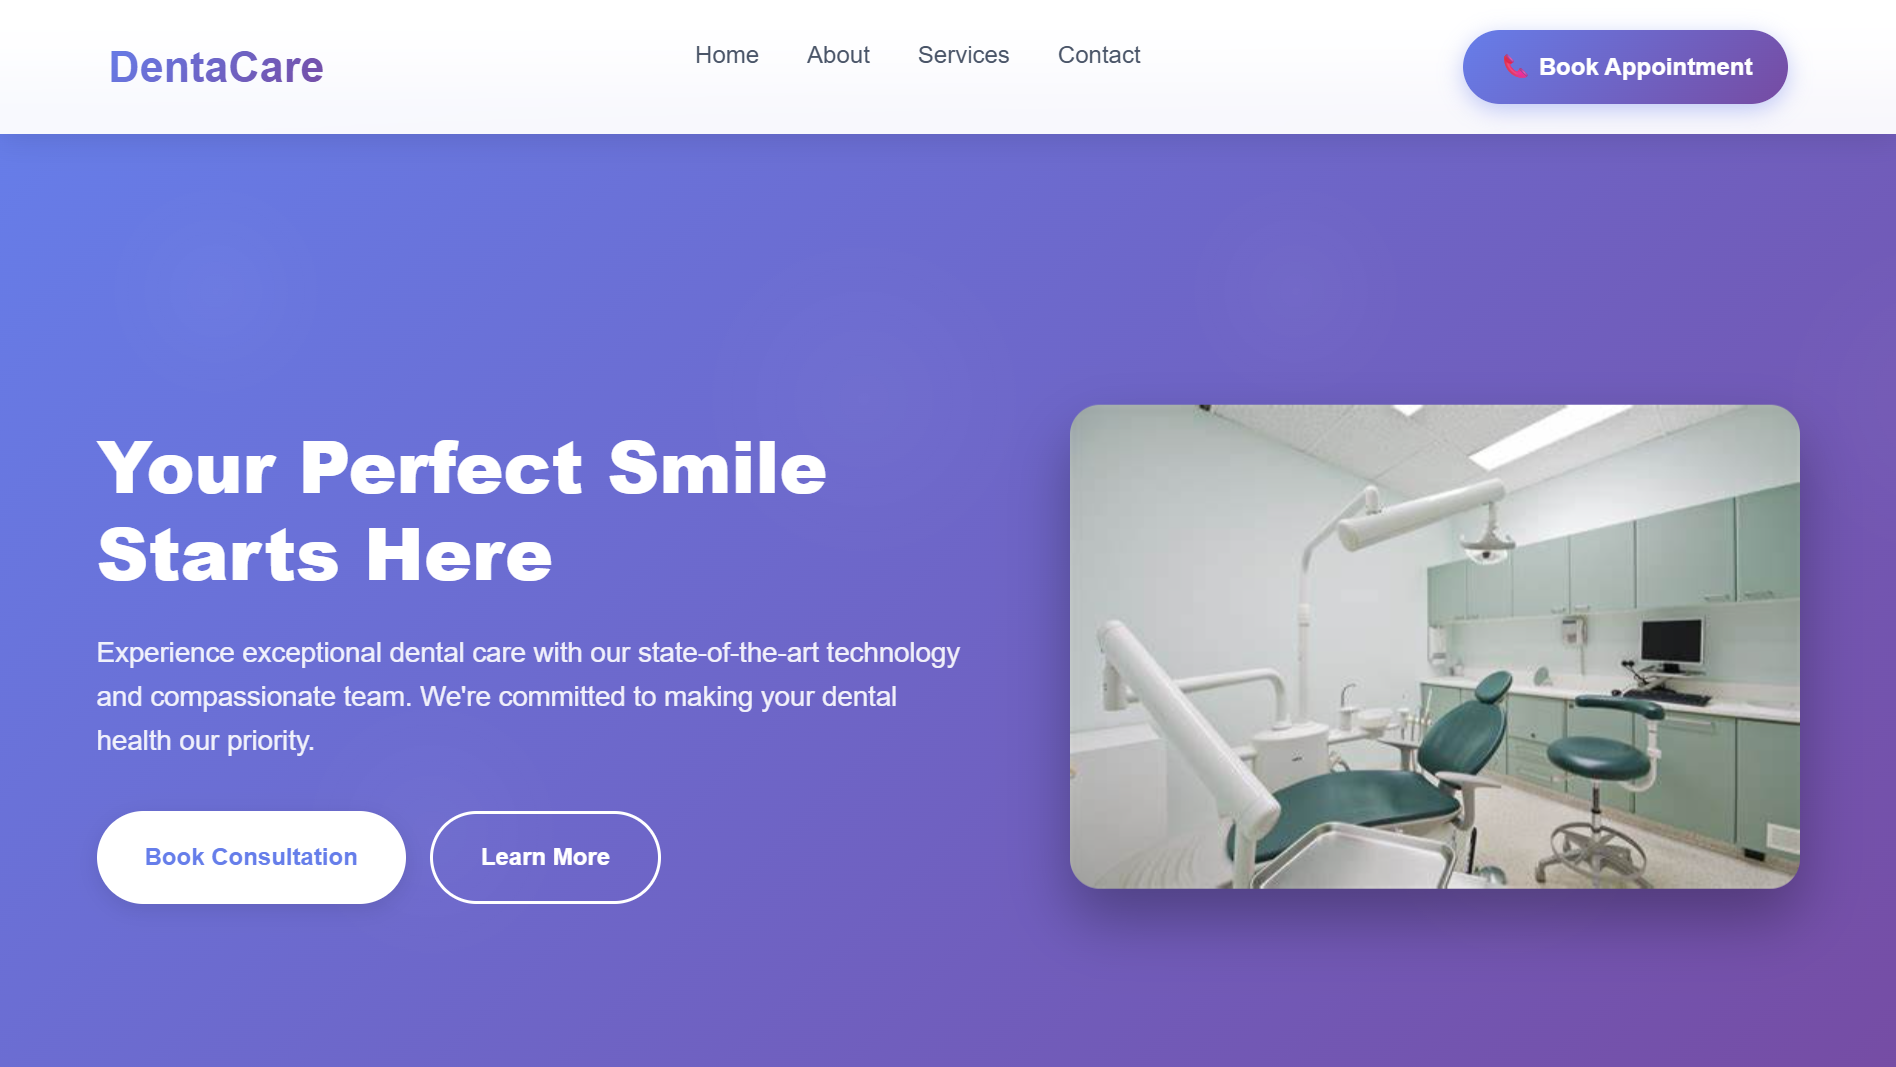 DentaCare
Home
About
Services
Contact
Book Appointment
Your Perfect Smile
Starts Here
Experience exceptional dental care with our state-of-the-art technology
and compassionate team. We're committed to making your dental
health our priority.
Book Consultation
Learn More